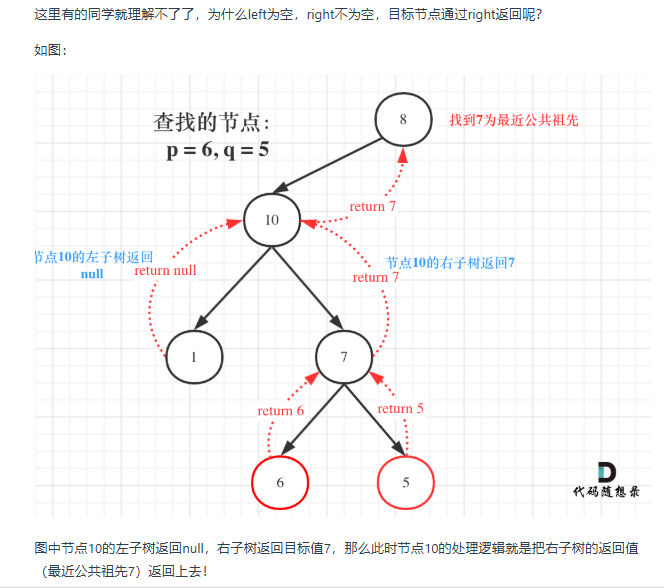 这里有的同学就理解不了了，为什么left为空，right不为空，目标节点通过right返回呢？
如图：
查找的节点：
p = 6, q = 5
8
找到7为最近公共祖先
return 7
10
节点10的左子树返回
null
return null
节点10的右子树返回7
return 7
1
7
return 6
return 5
6
5
代码随想录
图中节点10的左子树返回null，右子树返回目标值7，那么此时节点10的处理逻辑就是把右子树的返回值
（最近公共祖先7）返回上去！